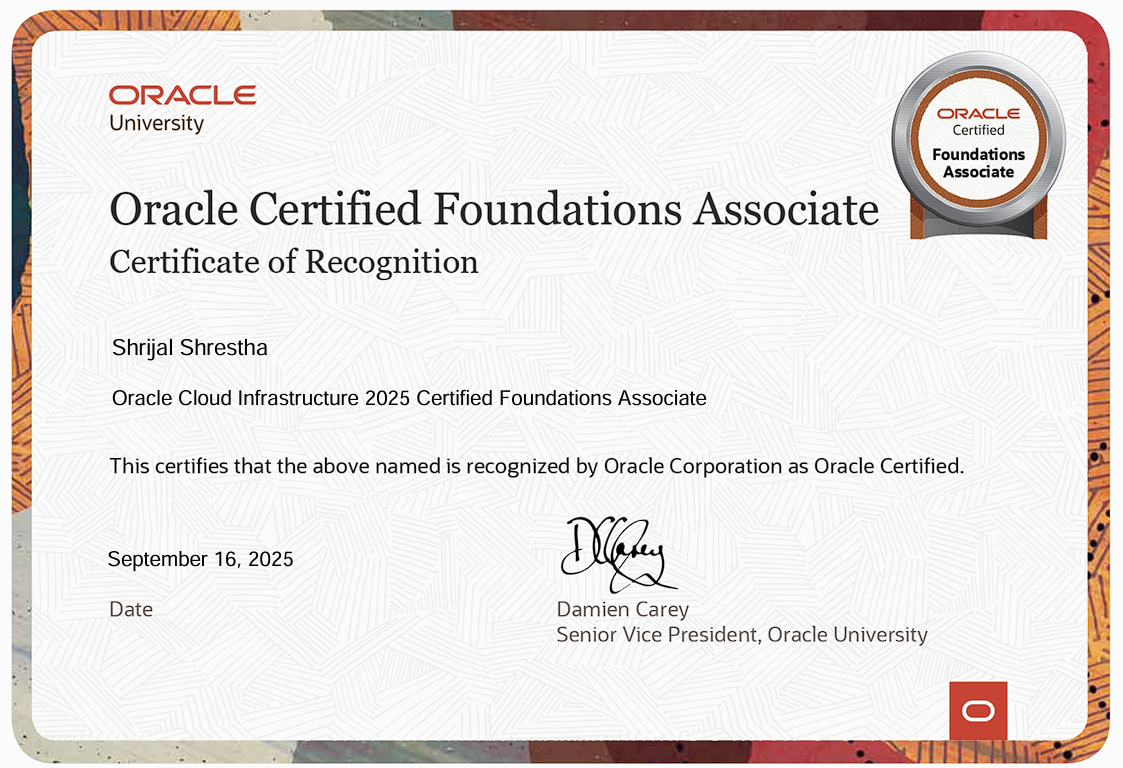 ORACLE
University
ORACLE
Certified
Foundations
Associate
Oracle Certified Foundations Associate
Certificate of Recognition
Shrijal Shrestha
Oracle Cloud Infrastructure 2025 Certified Foundations Associate
This certifies that the above named is recognized by Oracle Corporation as Oracle Certified.
DCarey
September 16, 2025
Date
Damien Carey
Senior Vice President, Oracle University